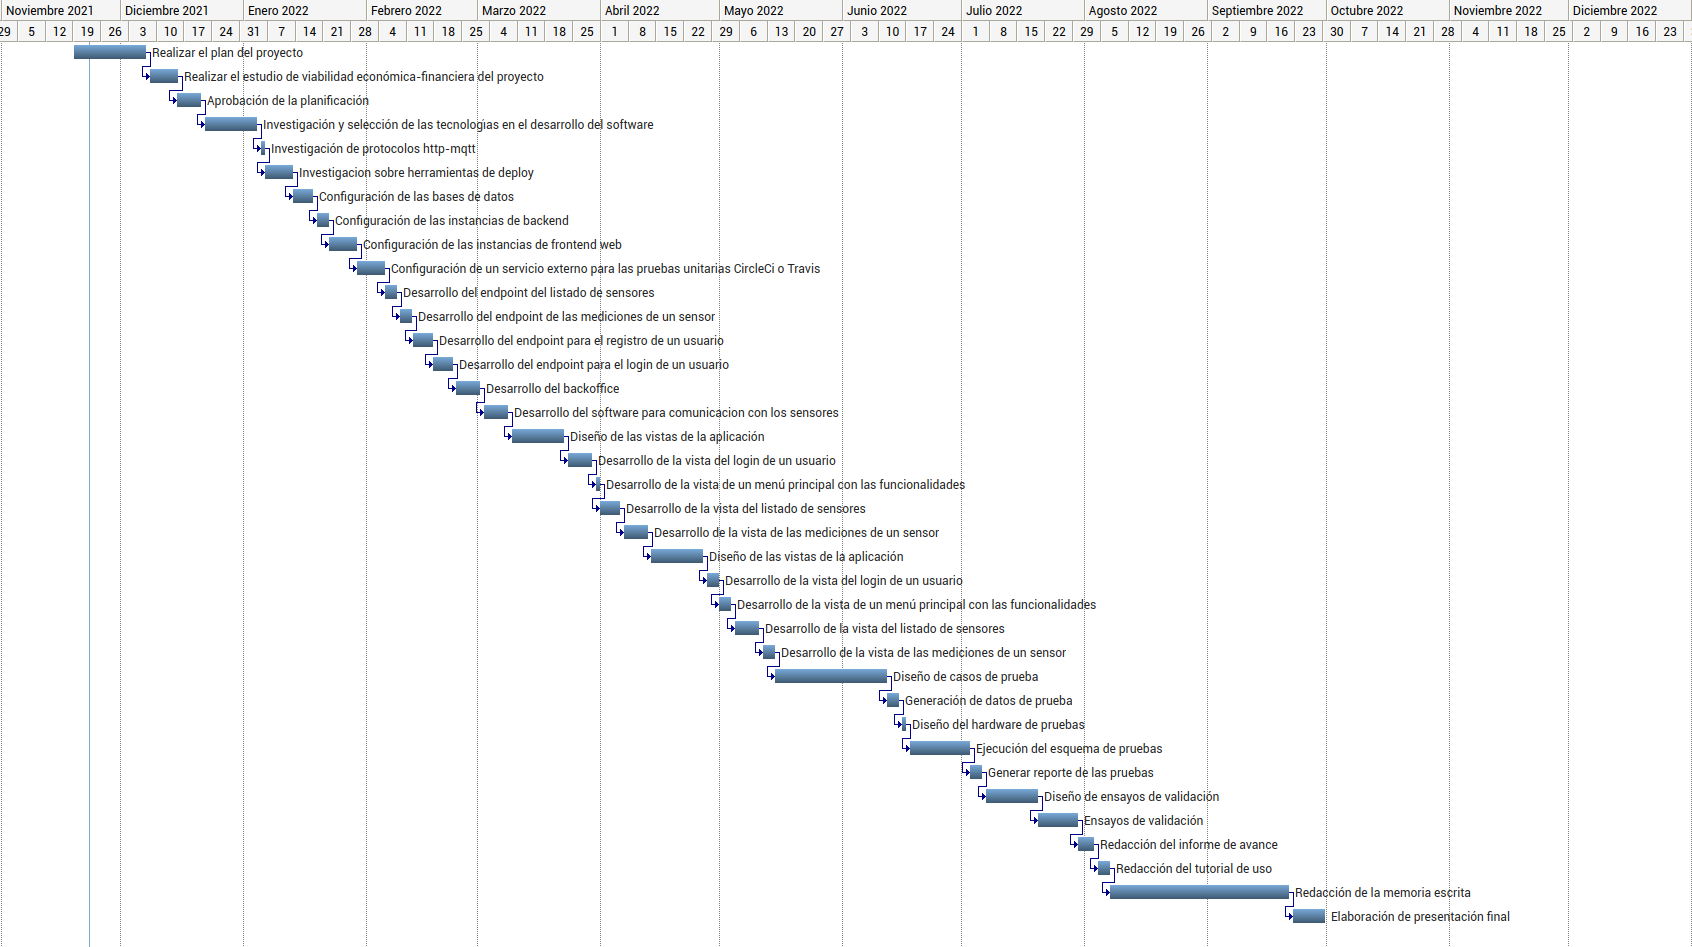 Noviembre 2021 Diciembre 2021 Enero 2022 Febrero 2022 Marzo 2022 Abril 2022 Mayo 2022 Junio 2022 Julio 2022 Agosto 2022 Septiembre 2022 Octubre 2022 Noviembre 2022 Diciembre 2022
29 5 12 19 26 3 10 17 24 31 7 14 21 28 4 11 18 25 4 11 18 25 1 8 15 22 29 6 13 20 27 3 10 17 24 1 8 15 22 29 5 12 19 26 2 9 16 23 30 7 14 21 28 4 11 18 25 2 9 16 23
Realizar el plan del proyecto
Realizar el estudio de viabilidad económica-financiera del proyecto
Aprobación de la planificación
Investigación y selección de las tecnologias en el desarrollo del software
Investigación de protocolos http-mqtt
Investigacion sobre herramientas de deploy
Configuración de las bases de datos
Configuración de las instancias de backend
Configuración de las instancias de frontend web
Configuración de un servicio externo para las pruebas unitarias CircleCi o Travis
Desarrollo del endpoint del listado de sensores
Desarrollo del endpoint de las mediciones de un sensor
Desarrollo del endpoint para el registro de un usuario
Desarrollo del endpoint para el login de un usuario
Desarrollo del backoffice
Desarrollo del software para comunicacion con los sensores
Diseño de las vistas de la aplicación
Desarrollo de la vista del login de un usuario
Desarrollo de la vista de un menú principal con las funcionalidades
Desarrollo de la vista del listado de sensores
Desarrollo de la vista de las mediciones de un sensor
Diseño de las vistas de la aplicación
Desarrollo de la vista del login de un usuario
Desarrollo de la vista de un menú principal con las funcionalidades
Desarrollo de la vista del listado de sensores
Desarrollo de la vista de las mediciones de un sensor
Diseño de casos de prueba
Generación de datos de prueba
Diseño del hardware de pruebas
Ejecución del esquema de pruebas
Generar reporte de las pruebas
Diseño de ensayos de validación
Ensayos de validación
Redacción del informe de avance
Redacción del tutorial de uso
Redacción de la memoria escrita
Elaboración de presentación final